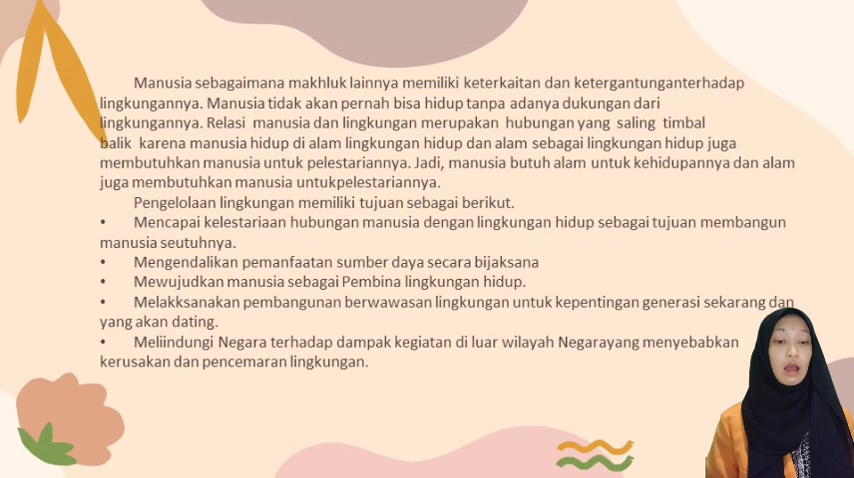 Manusia sebagaimana makhluk lainnya memiliki keterkaitan dan ketergantunganterhadap
lingkungannya. Manusia tidak akan pernah bisa hidup tanpa adanya dukungan dari
lingkungannya. Relasi manusia dan lingkungan merupakan hubungan yang saling timbal
balik karena manusia hidup di alam lingkungan hidup dan alam sebagai lingkungan hidup juga
membutuhkan manusia untuk pelestariannya. Jadi, manusia butuh alam untuk kehidupannya dan alam
juga membutuhkan manusia untukpelestariannya.
Pengelolaan lingkungan memiliki tujuan sebagai berikut.
• Mencapai kelestariaan hubungan manusia dengan lingkungan hidup sebagai tujuan membangun
manusia seutuhnya.
• Mengendalikan pemanfaatan sumber daya secara bijaksana
• Mewujudkan manusia sebagai Pembina lingkungan hidup.
• Melakksanakan pembangunan berwawasan lingkungan untuk kepentingan generasi sekarang dan
yang akan dating.
• Meliindungi Negara terhadap dampak kegiatan di luar wilayah Negarayang menyebabkan
kerusakan dan pencemaran lingkungan.